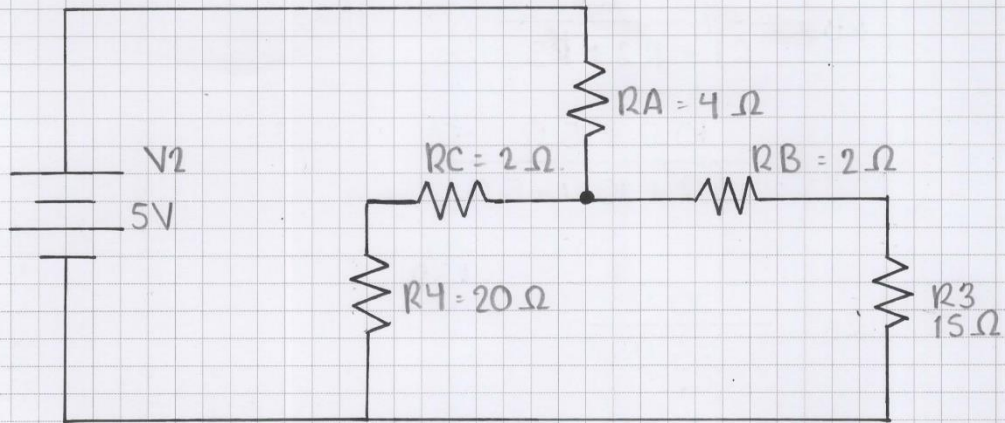 RA = 4 Ω
V2
RC = 2 Ω
RB = 2 Ω
5V
R4 = 20 Ω
R3
15 Ω